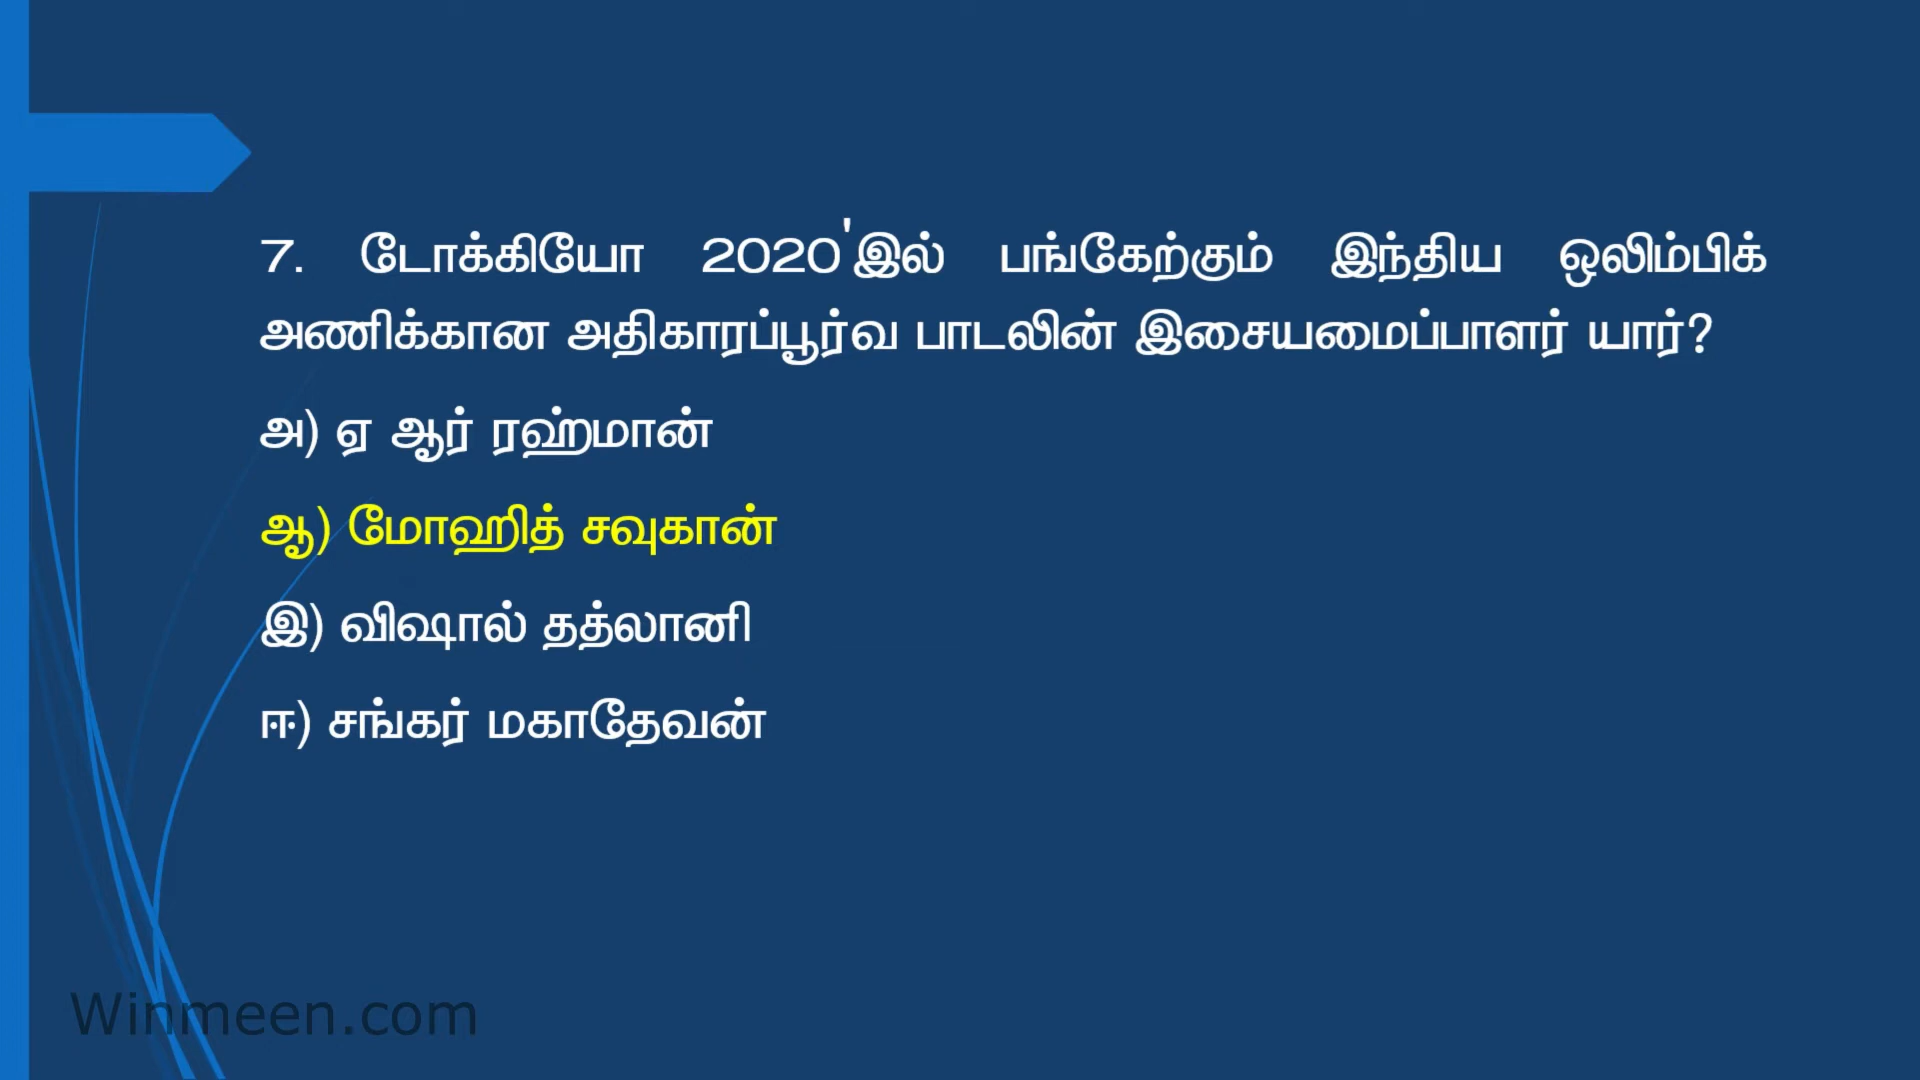 7. டோக்கியோ 2020'இல் பங்கேற்கும் இந்திய ஒலிம்பிக்
அணிக்கான அதிகாரப்பூர்வ பாடலின் இசையமைப்பாளர் யார்?
அ) ஏ ஆர் ரஹ்மான்
ஆ) மோஹித் சவுகான்
இ) விஷால் தத்லானி
ஈ) சங்கர் மகாதேவன்
Winmeen.com